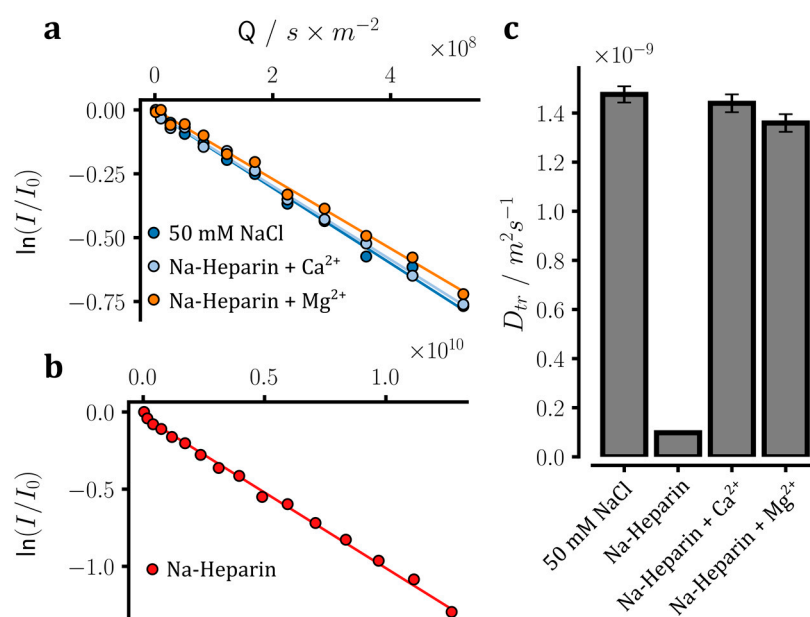 a
Q / s × m⁻²
×10⁸
0 2 4
0.00
−0.25
−0.50
−0.75
ln(I/I₀)
50 mM NaCl
Na-Heparin + Ca²⁺
Na-Heparin + Mg²⁺
b
×10¹⁰
0.0 0.5 1.0
0.0
−0.5
−1.0
ln(I/I₀)
Na-Heparin
c
×10⁻⁹
1.4
1.2
1.0
0.8
0.6
0.4
0.2
0.0
Dₜᵣ / m²s⁻¹
50 mM NaCl
Na-Heparin
Na-Heparin + Ca²⁺
Na-Heparin + Mg²⁺